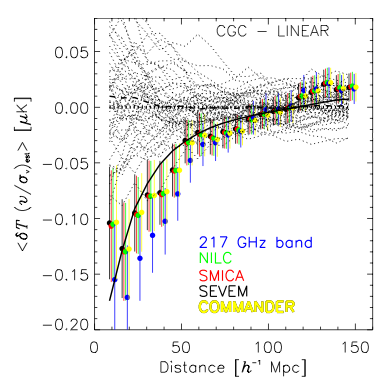 CGC – LINEAR
0.05
0.00
−0.05
−0.10
−0.15
−0.20
<δT (v/σᵥ)ₑₛₜ> [μK]
217 GHz band
NILC
SMICA
SEVEM
COMMANDER
0 50 100 150
Distance [h⁻¹ Mpc]